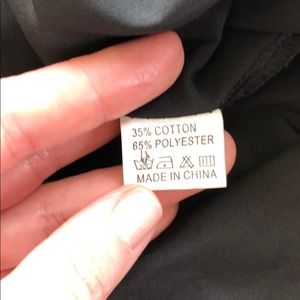 35% COTTON
65% POLYESTER
MADE IN CHINA